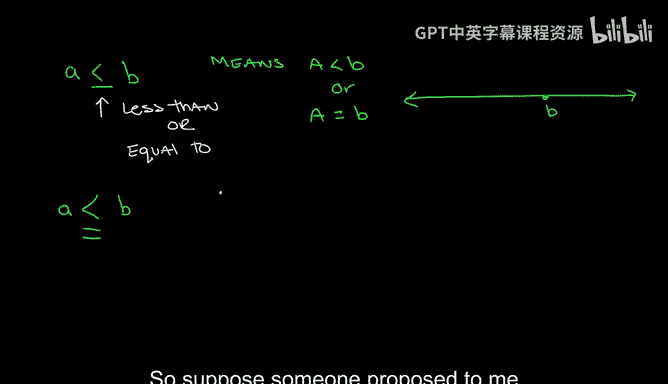 GPT中英字幕课程资源 bilibili
a ≤ b MEANS A < b
or
A = b
b
↑ Less than
OR
Equal to
a ≦ b
So suppose someone proposed to me